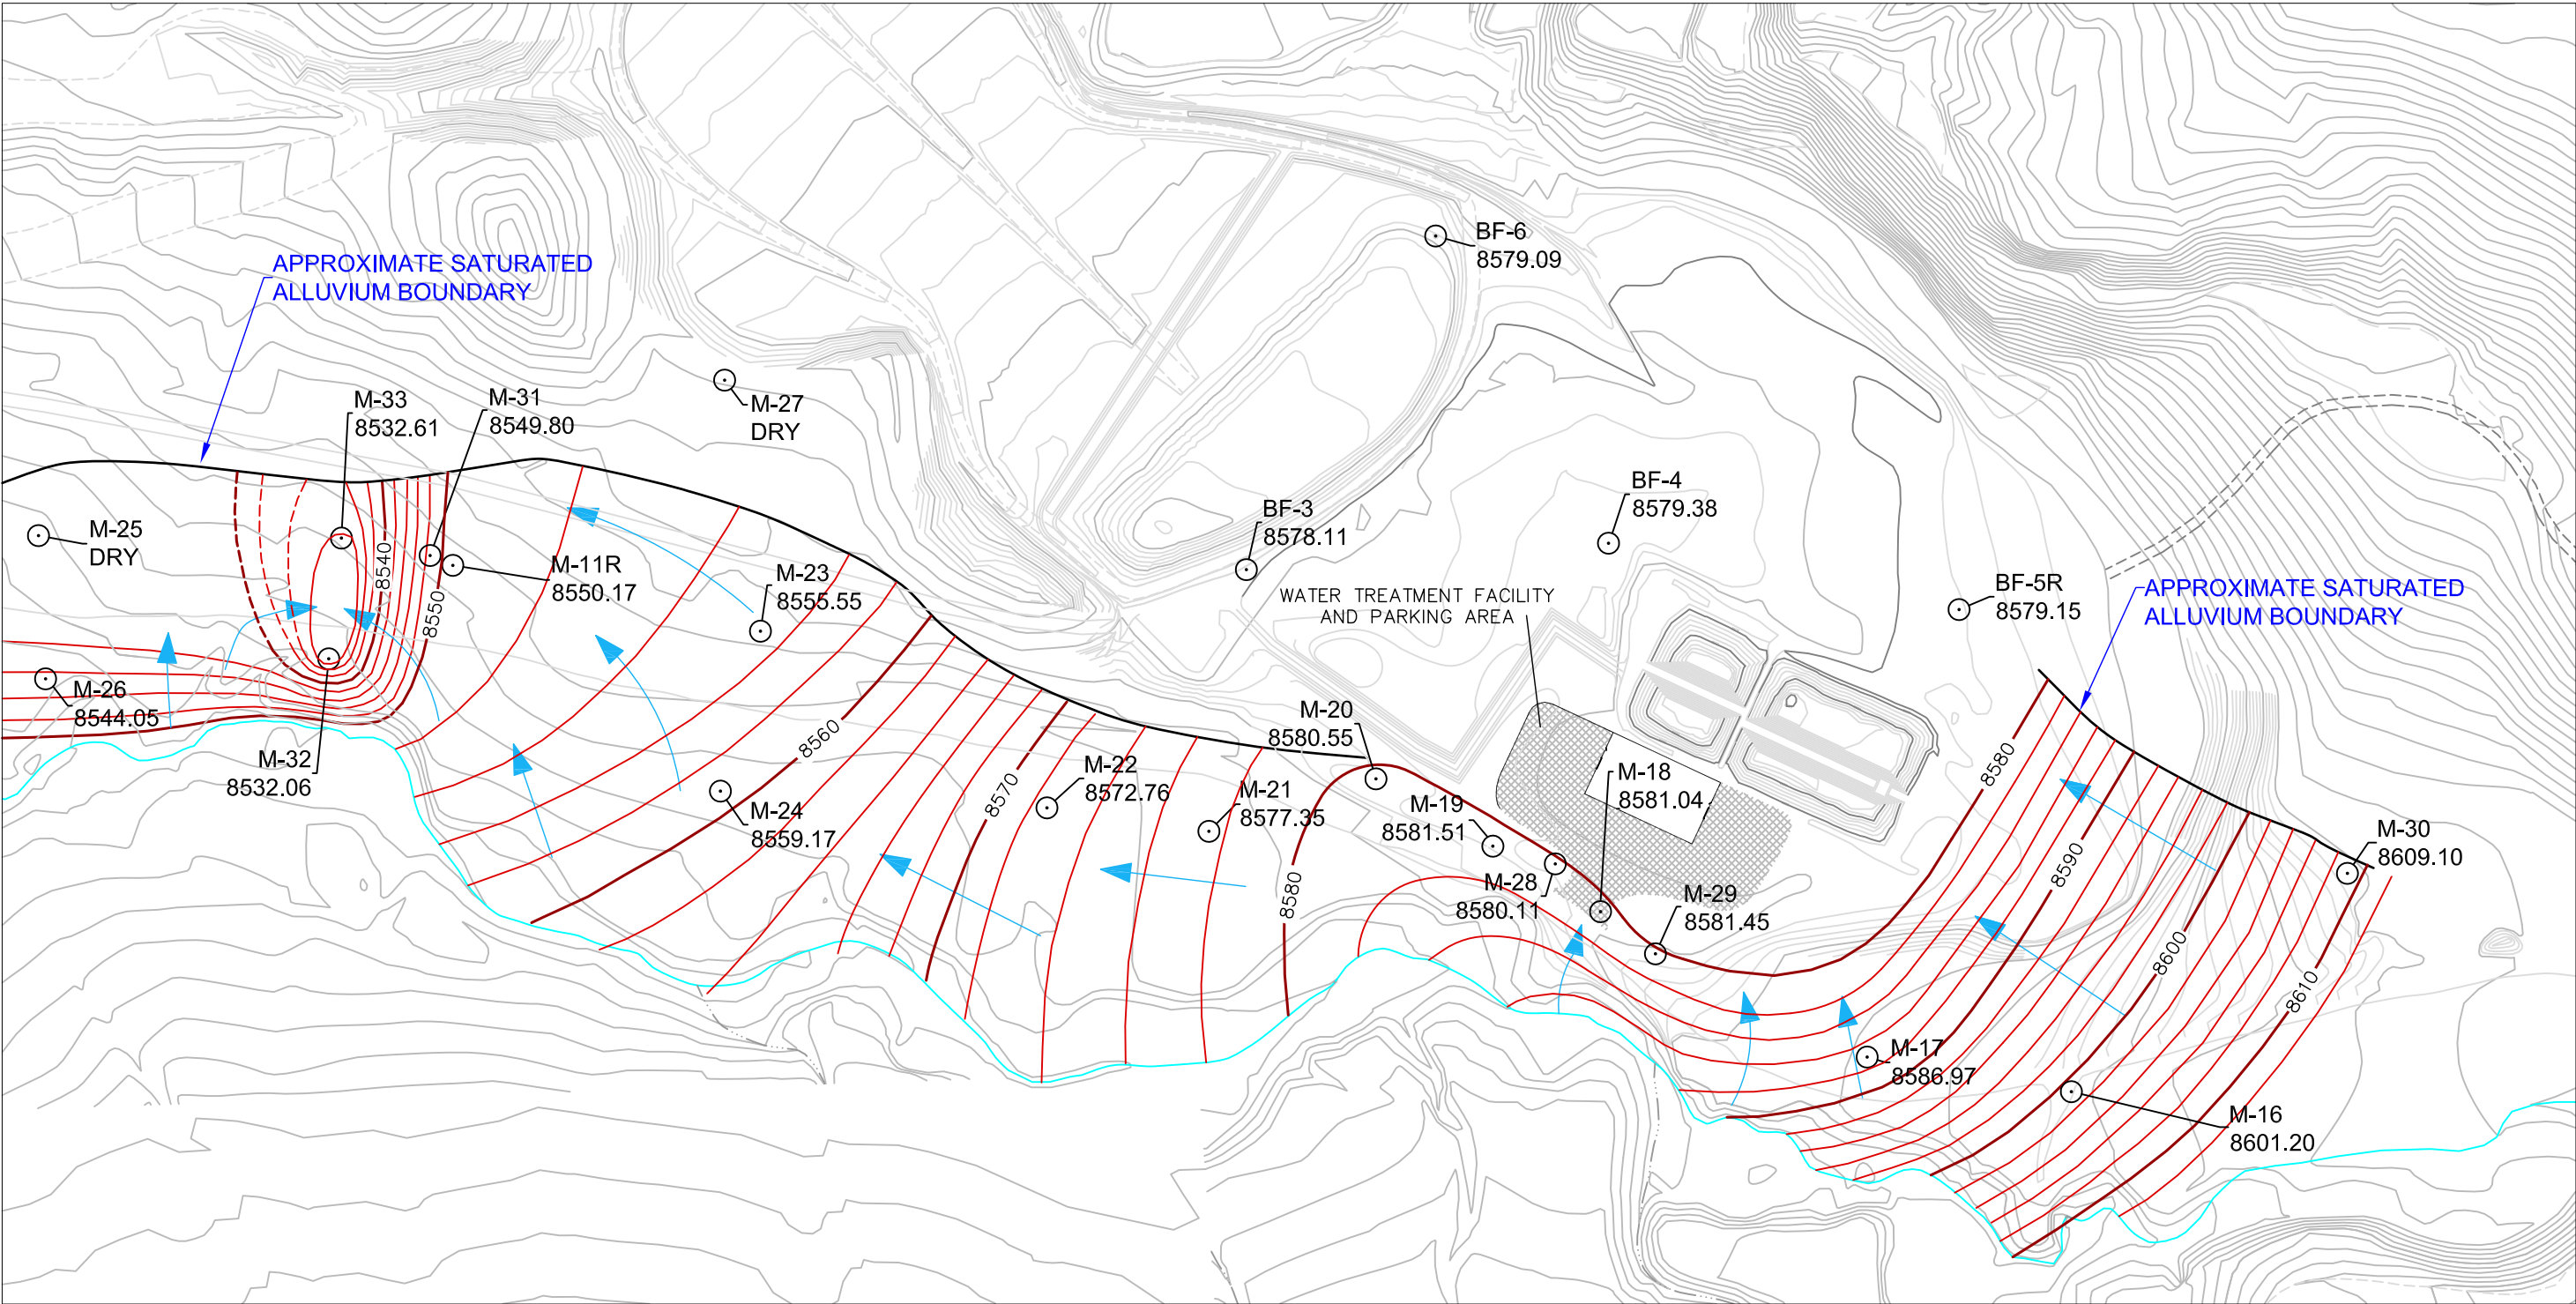 BF-6
8579.09
APPROXIMATE SATURATED
ALLUVIUM BOUNDARY
M-33
8532.61
M-31
8549.80
M-27
DRY
M-25
DRY
8540
8550
M-11R
8550.17
M-23
8555.55
BF-3
8578.11
BF-4
8579.38
WATER TREATMENT FACILITY
AND PARKING AREA
BF-5R
8579.15
APPROXIMATE SATURATED
ALLUVIUM BOUNDARY
M-26
8544.05
M-32
8532.06
8560
M-24
8559.17
8570
M-22
8572.76
M-21
8577.35
M-20
8580.55
8580
M-19
8581.51
M-18
8581.04
M-28
8580.11
M-29
8581.45
8580
8590
8600
8610
M-30
8609.10
M-17
8586.97
M-16
8601.20